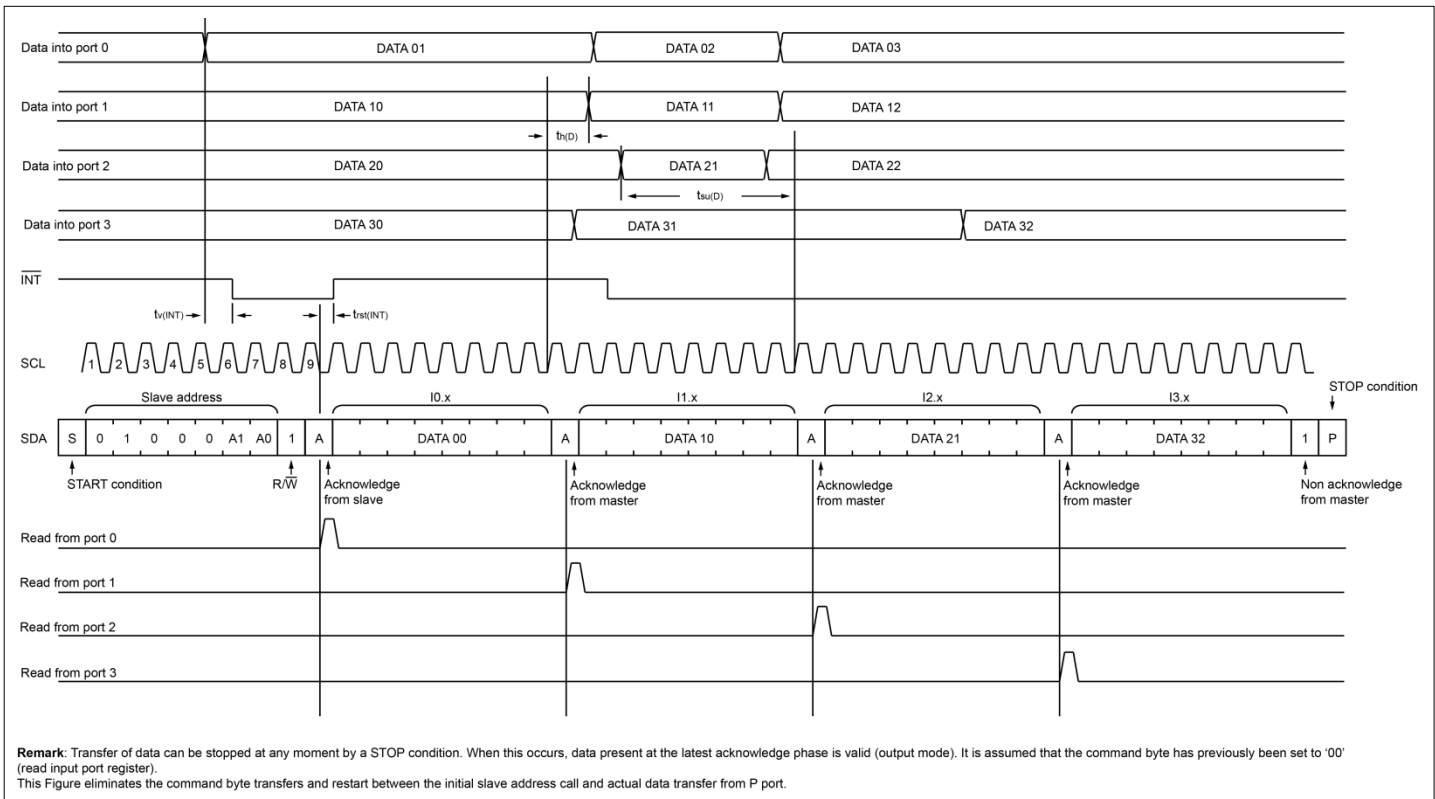 Data into port 0 DATA 01 DATA 02 DATA 03
Data into port 1 DATA 10 DATA 11 DATA 12
th(D)
Data into port 2 DATA 20 DATA 21 DATA 22
tsu(D)
Data into port 3 DATA 30 DATA 31 DATA 32
INT
tv(INT) trst(INT)
SCL 1 2 3 4 5 6 7 8 9
STOP condition
Slave address I0.x I1.x I2.x I3.x
SDA S 0 1 0 0 0 A1 A0 1 A DATA 00 A DATA 10 A DATA 21 A DATA 32 1 P
START condition R/W Acknowledge from slave Acknowledge from master Acknowledge from master Acknowledge from master Non acknowledge from master
Read from port 0
Read from port 1
Read from port 2
Read from port 3
Remark: Transfer of data can be stopped at any moment by a STOP condition. When this occurs, data present at the latest acknowledge phase is valid (output mode). It is assumed that the command byte has previously been set to ‘00’
(read input port register).
This Figure eliminates the command byte transfers and restart between the initial slave address call and actual data transfer from P port.